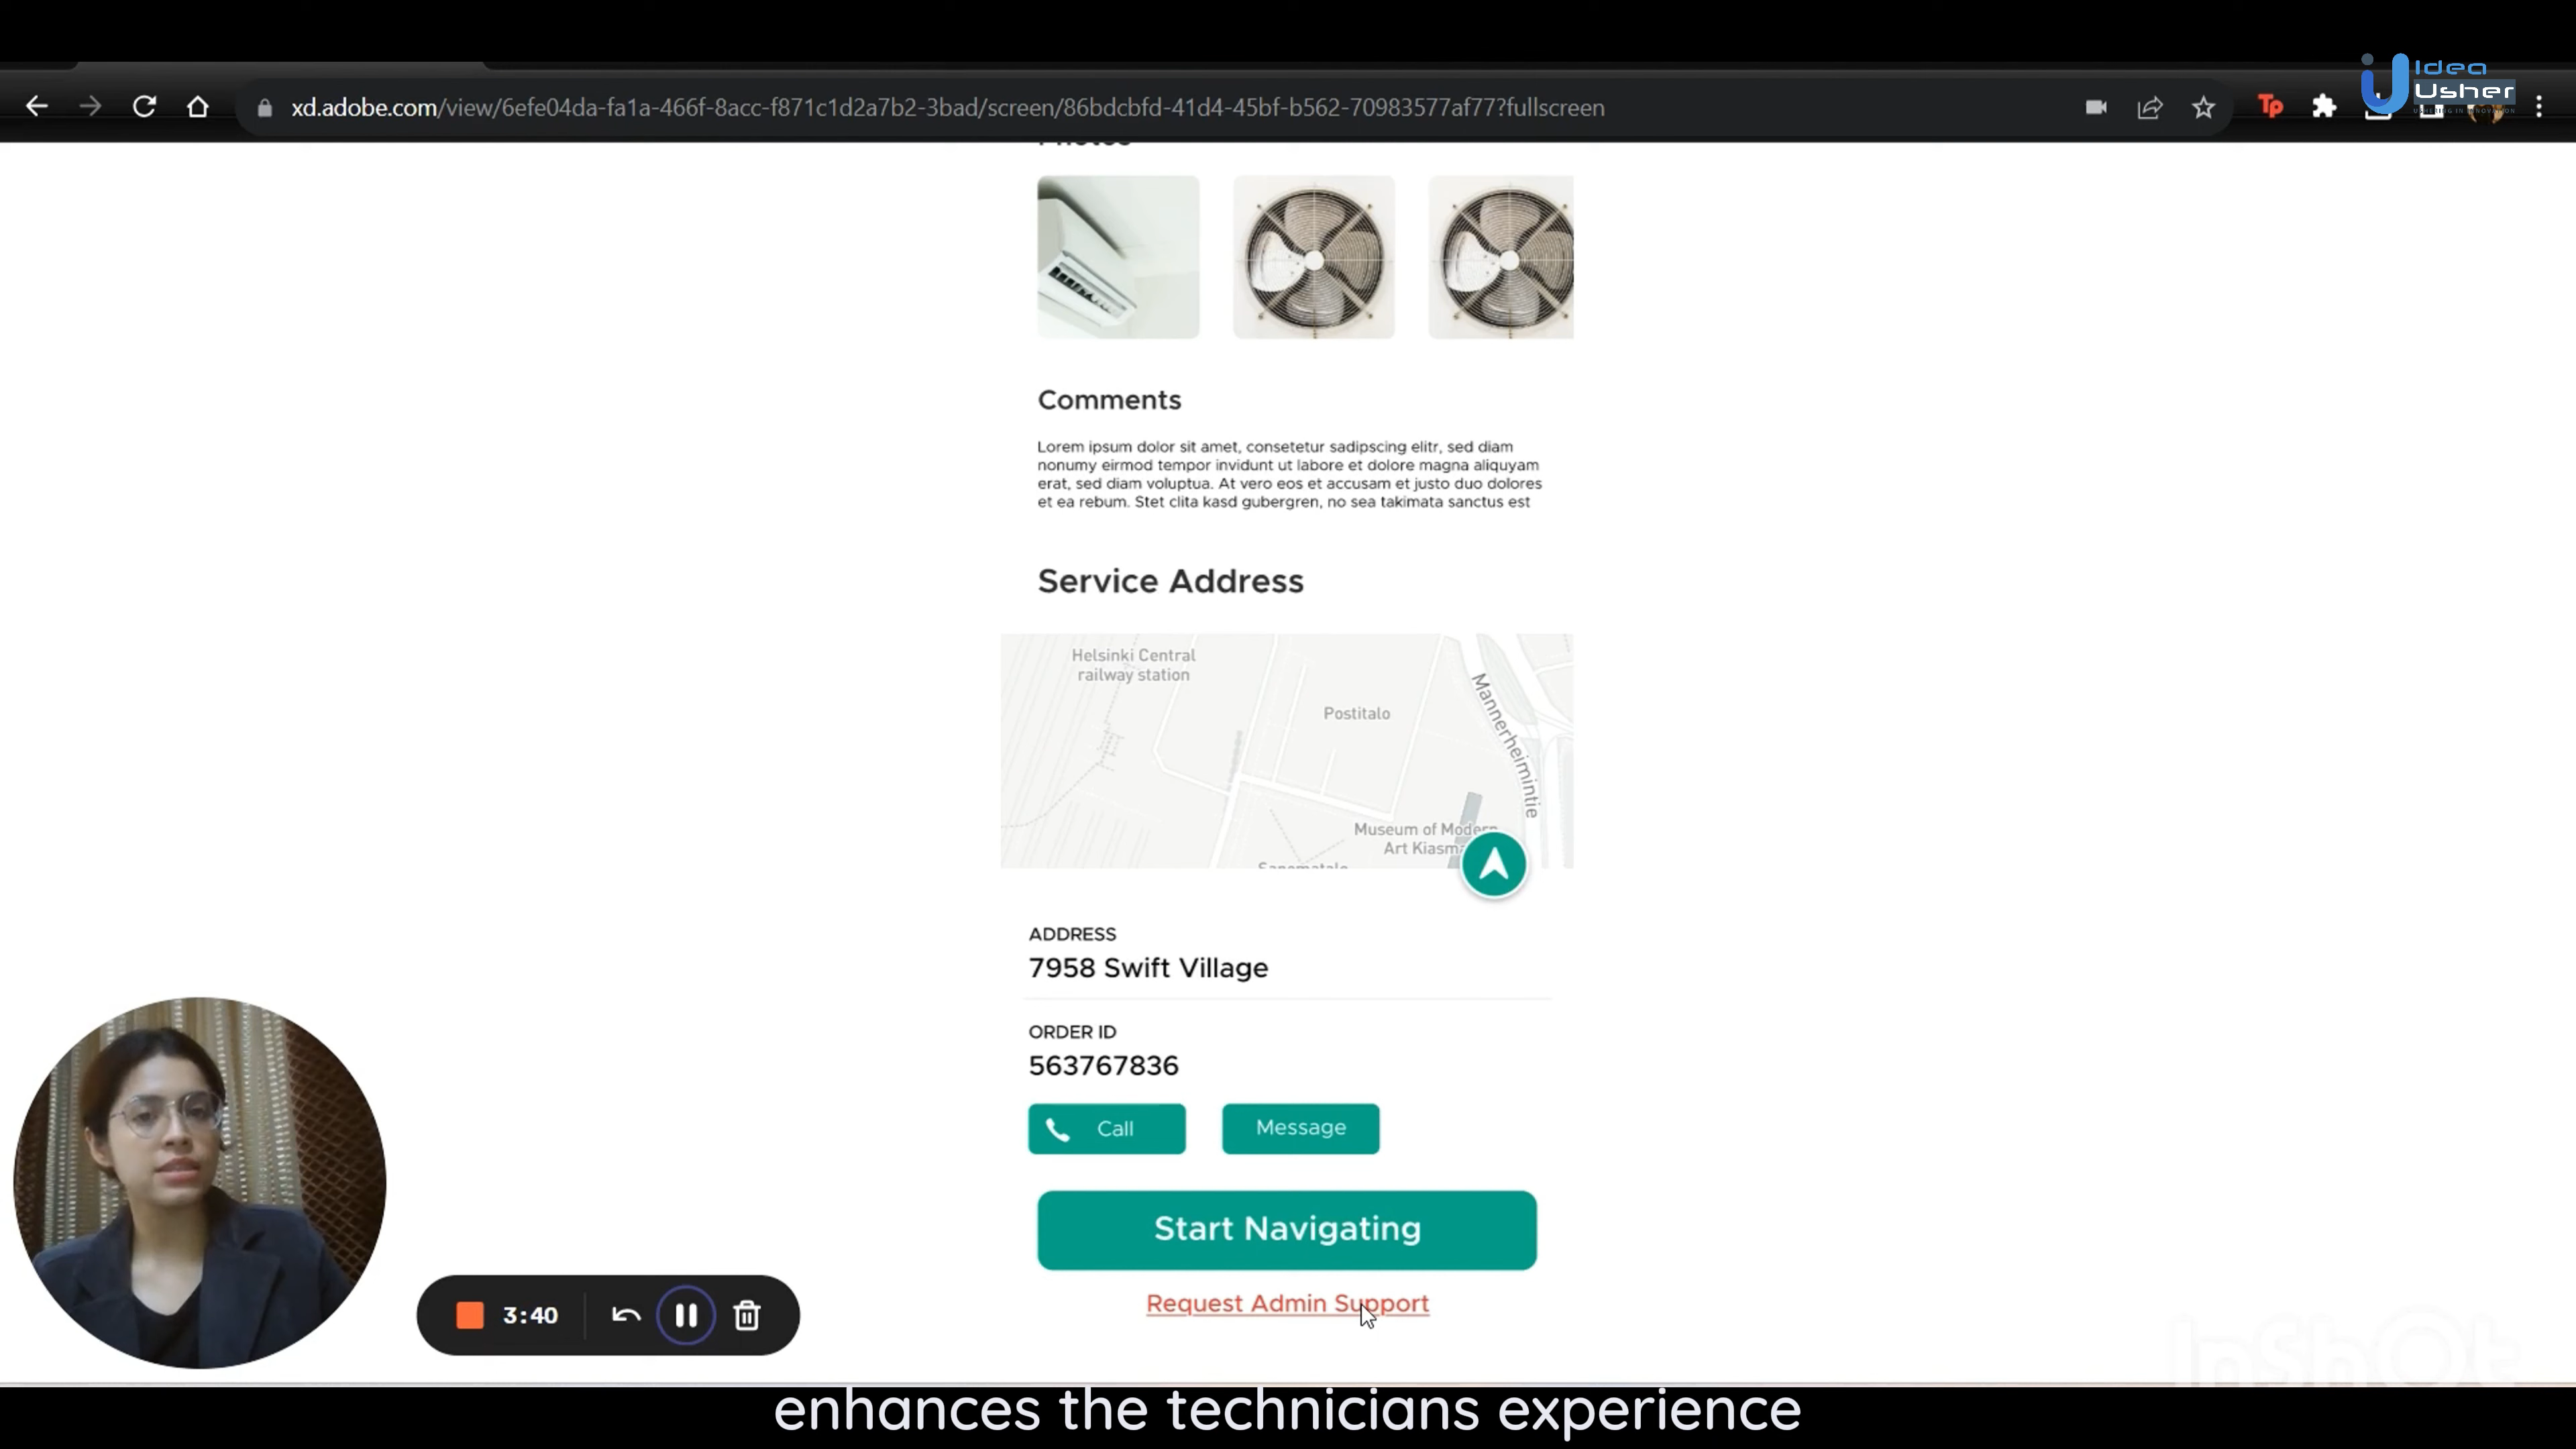 Idea
Usher
xd.adobe.com/view/6efe04da-fa1a-466f-8acc-f871c1d2a7b2-3bad/screen/86bdcbfd-41d4-45bf-b562-70983577af77?fullscreen
Tp
Photos
Comments
Lorem ipsum dolor sit amet, consetetur sadipscing elitr, sed diam
nonumy eirmod tempor invidunt ut labore et dolore magna aliquyam
erat, sed diam voluptua. At vero eos et accusam et justo duo dolores
et ea rebum. Stet clita kasd gubergren, no sea takimata sanctus est
Service Address
Helsinki Central
railway station
Postitalo
Mannerheimintie
Museum of Modern
Art Kiasma
ADDRESS
7958 Swift Village
ORDER ID
563767836
Call
Message
Start Navigating
Request Admin Support
3:40
InShOt
enhances the technicians experience